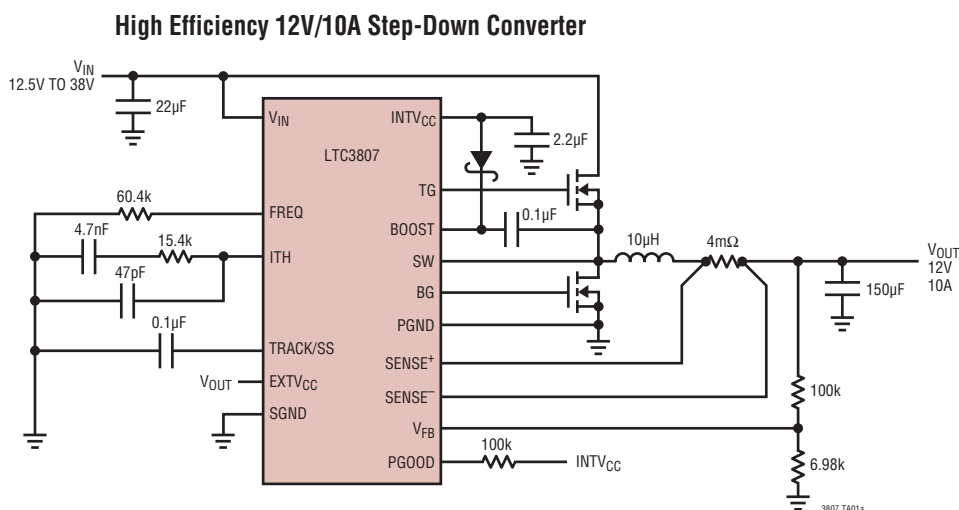 High Efficiency 12V/10A Step-Down Converter
VIN
12.5V TO 38V
22µF
VIN
INTVCC
2.2µF
LTC3807
TG
60.4k
FREQ
BOOST
0.1µF
4.7nF
15.4k
ITH
SW
10µH
4mΩ
VOUT
12V
10A
47pF
BG
150µF
PGND
0.1µF
TRACK/SS
SENSE+
VOUT
EXTVCC
SENSE–
100k
SGND
VFB
100k
PGOOD
INTVCC
6.98k
3807 TA01a